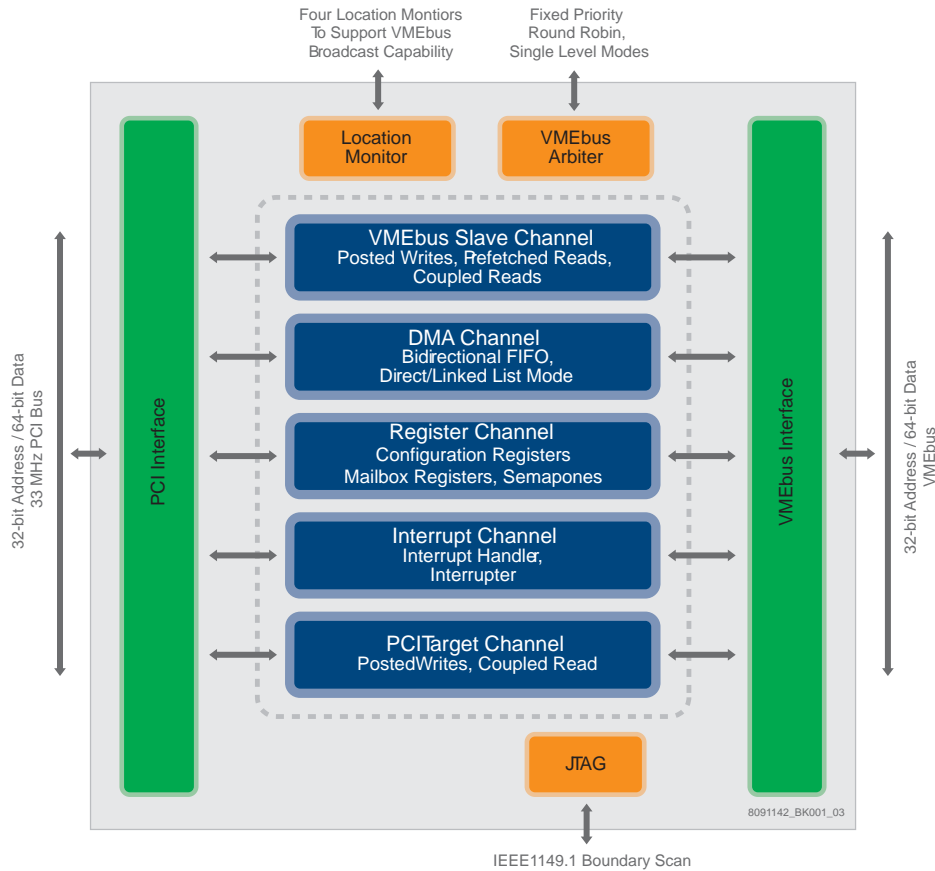 Four Location Montiors
To Support VMEbus
Broadcast Capability
Fixed Priority
Round Robin,
Single Level Modes
Location
Monitor
VMEbus
Arbiter
32-bit Address / 64-bit Data
33 MHz PCI Bus
PCI Interface
VMEbus Slave Channel
Posted Writes, Prefetched Reads,
Coupled Reads
DMA Channel
Bidirectional FIFO,
Direct/Linked List Mode
Register Channel
Configuration Registers
Mailbox Registers, Semapones
Interrupt Channel
Interrupt Handler,
Interrupter
PCITarget Channel
PostedWrites, Coupled Read
VMEbus Interface
32-bit Address / 64-bit Data
VMEbus
JTAG
8091142_BK001_03
IEEE1149.1 Boundary Scan